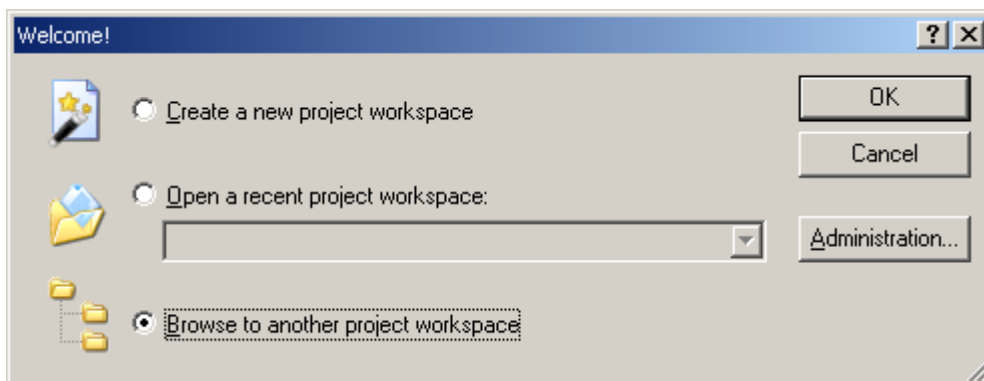 Welcome!
Create a new project workspace
OK
Cancel
Open a recent project workspace:
Administration...
Browse to another project workspace